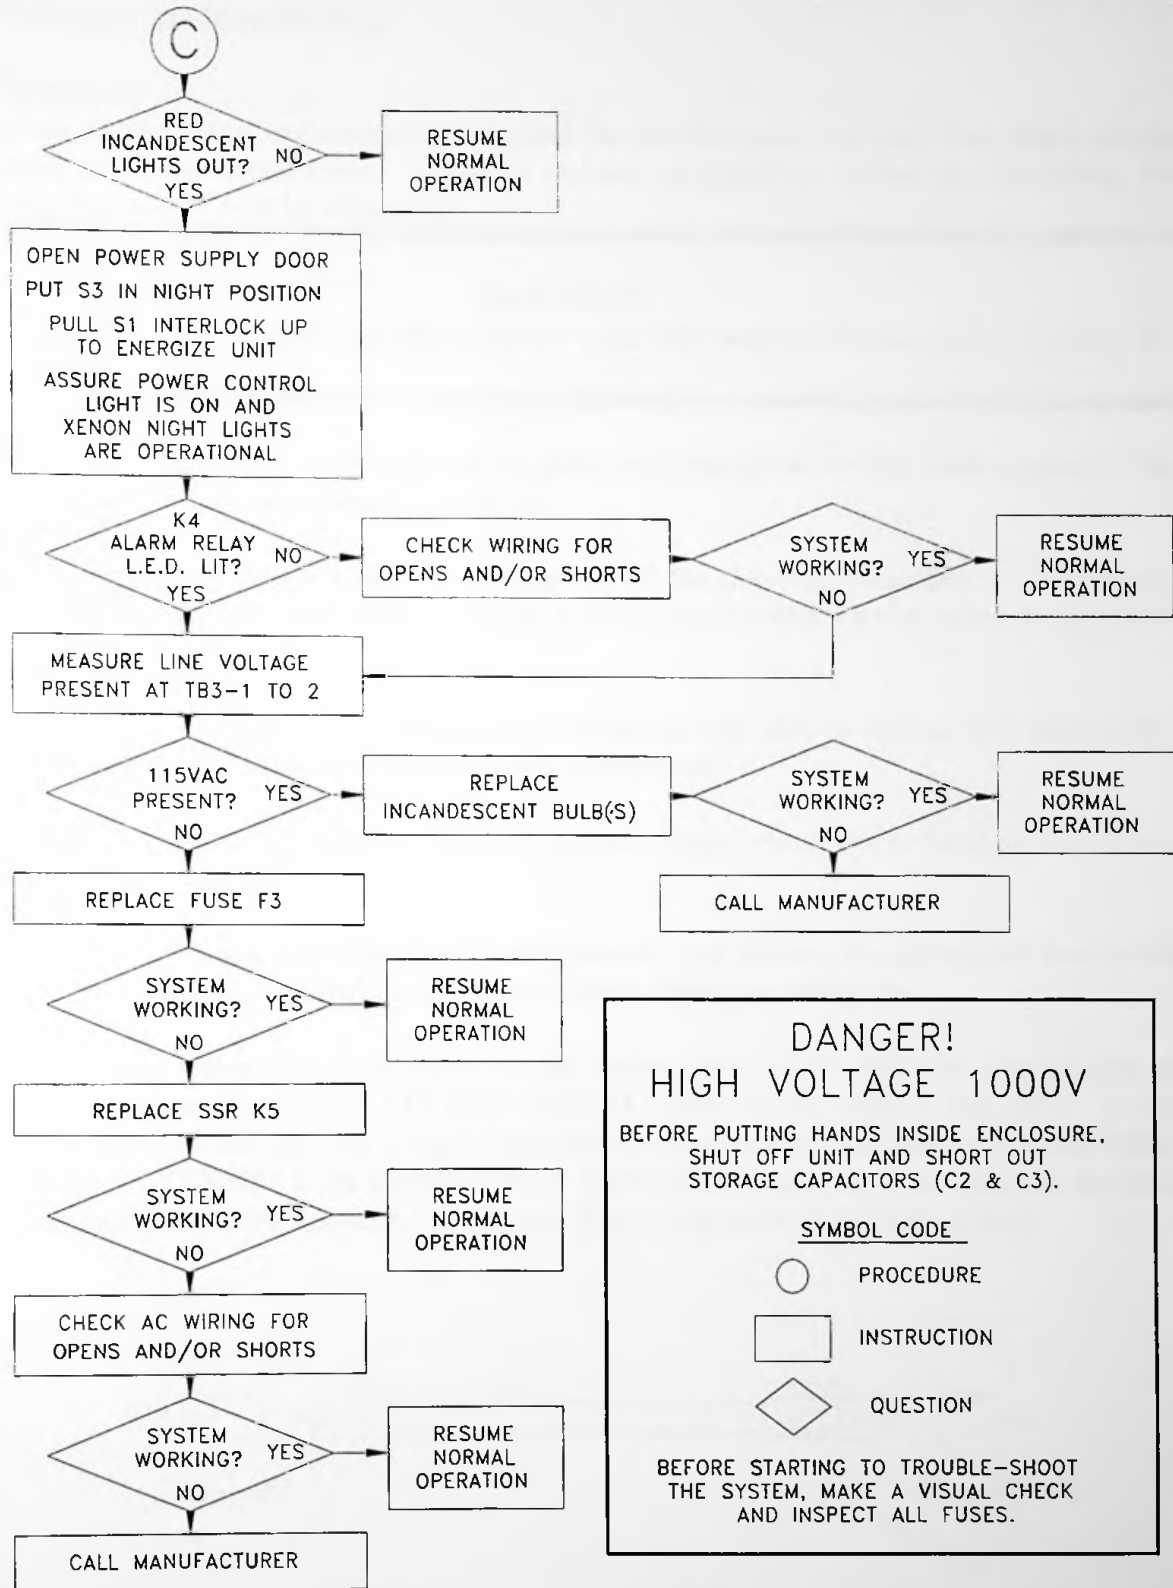 C
RED
INCANDESCENT
LIGHTS OUT?
NO
YES
RESUME
NORMAL
OPERATION
OPEN POWER SUPPLY DOOR
PUT S3 IN NIGHT POSITION
PULL S1 INTERLOCK UP
TO ENERGIZE UNIT
ASSURE POWER CONTROL
LIGHT IS ON AND
XENON NIGHT LIGHTS
ARE OPERATIONAL
K4
ALARM RELAY
L.E.D. LIT?
NO
YES
CHECK WIRING FOR
OPENS AND/OR SHORTS
SYSTEM
WORKING?
YES
NO
RESUME
NORMAL
OPERATION
MEASURE LINE VOLTAGE
PRESENT AT TB3-1 TO 2
115VAC
PRESENT?
YES
NO
REPLACE
INCANDESCENT BULB(S)
SYSTEM
WORKING?
YES
NO
RESUME
NORMAL
OPERATION
CALL MANUFACTURER
REPLACE FUSE F3
SYSTEM
WORKING?
YES
NO
RESUME
NORMAL
OPERATION
REPLACE SSR K5
SYSTEM
WORKING?
YES
NO
RESUME
NORMAL
OPERATION
CHECK AC WIRING FOR
OPENS AND/OR SHORTS
SYSTEM
WORKING?
YES
NO
RESUME
NORMAL
OPERATION
CALL MANUFACTURER
DANGER!
HIGH VOLTAGE 1000V
BEFORE PUTTING HANDS INSIDE ENCLOSURE,
SHUT OFF UNIT AND SHORT OUT
STORAGE CAPACITORS (C2 & C3).
SYMBOL CODE
PROCEDURE
INSTRUCTION
QUESTION
BEFORE STARTING TO TROUBLE-SHOOT
THE SYSTEM, MAKE A VISUAL CHECK
AND INSPECT ALL FUSES.